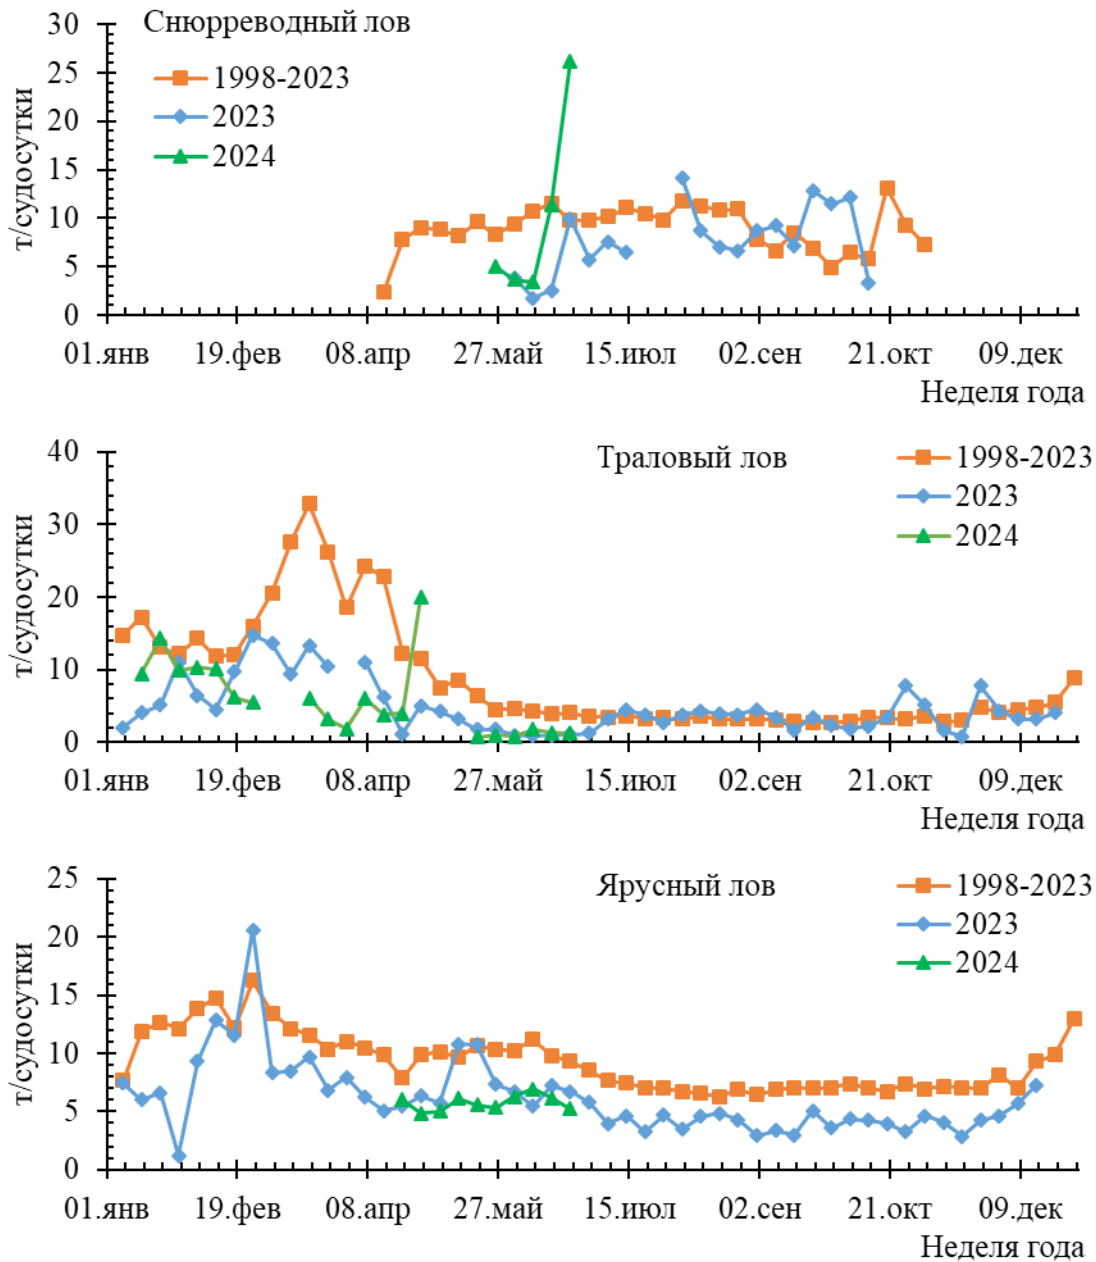 Снюрреводный лов
1998-2023
2023
2024
т/судосутки
30
25
20
15
10
5
0
01.янв 19.фев 08.апр 27.май 15.июл 02.сен 21.окт 09.дек
Неделя года
Траловый лов
1998-2023
2023
2024
т/судосутки
40
30
20
10
0
01.янв 19.фев 08.апр 27.май 15.июл 02.сен 21.окт 09.дек
Неделя года
Ярусный лов
1998-2023
2023
2024
т/судосутки
25
20
15
10
5
0
01.янв 19.фев 08.апр 27.май 15.июл 02.сен 21.окт 09.дек
Неделя года